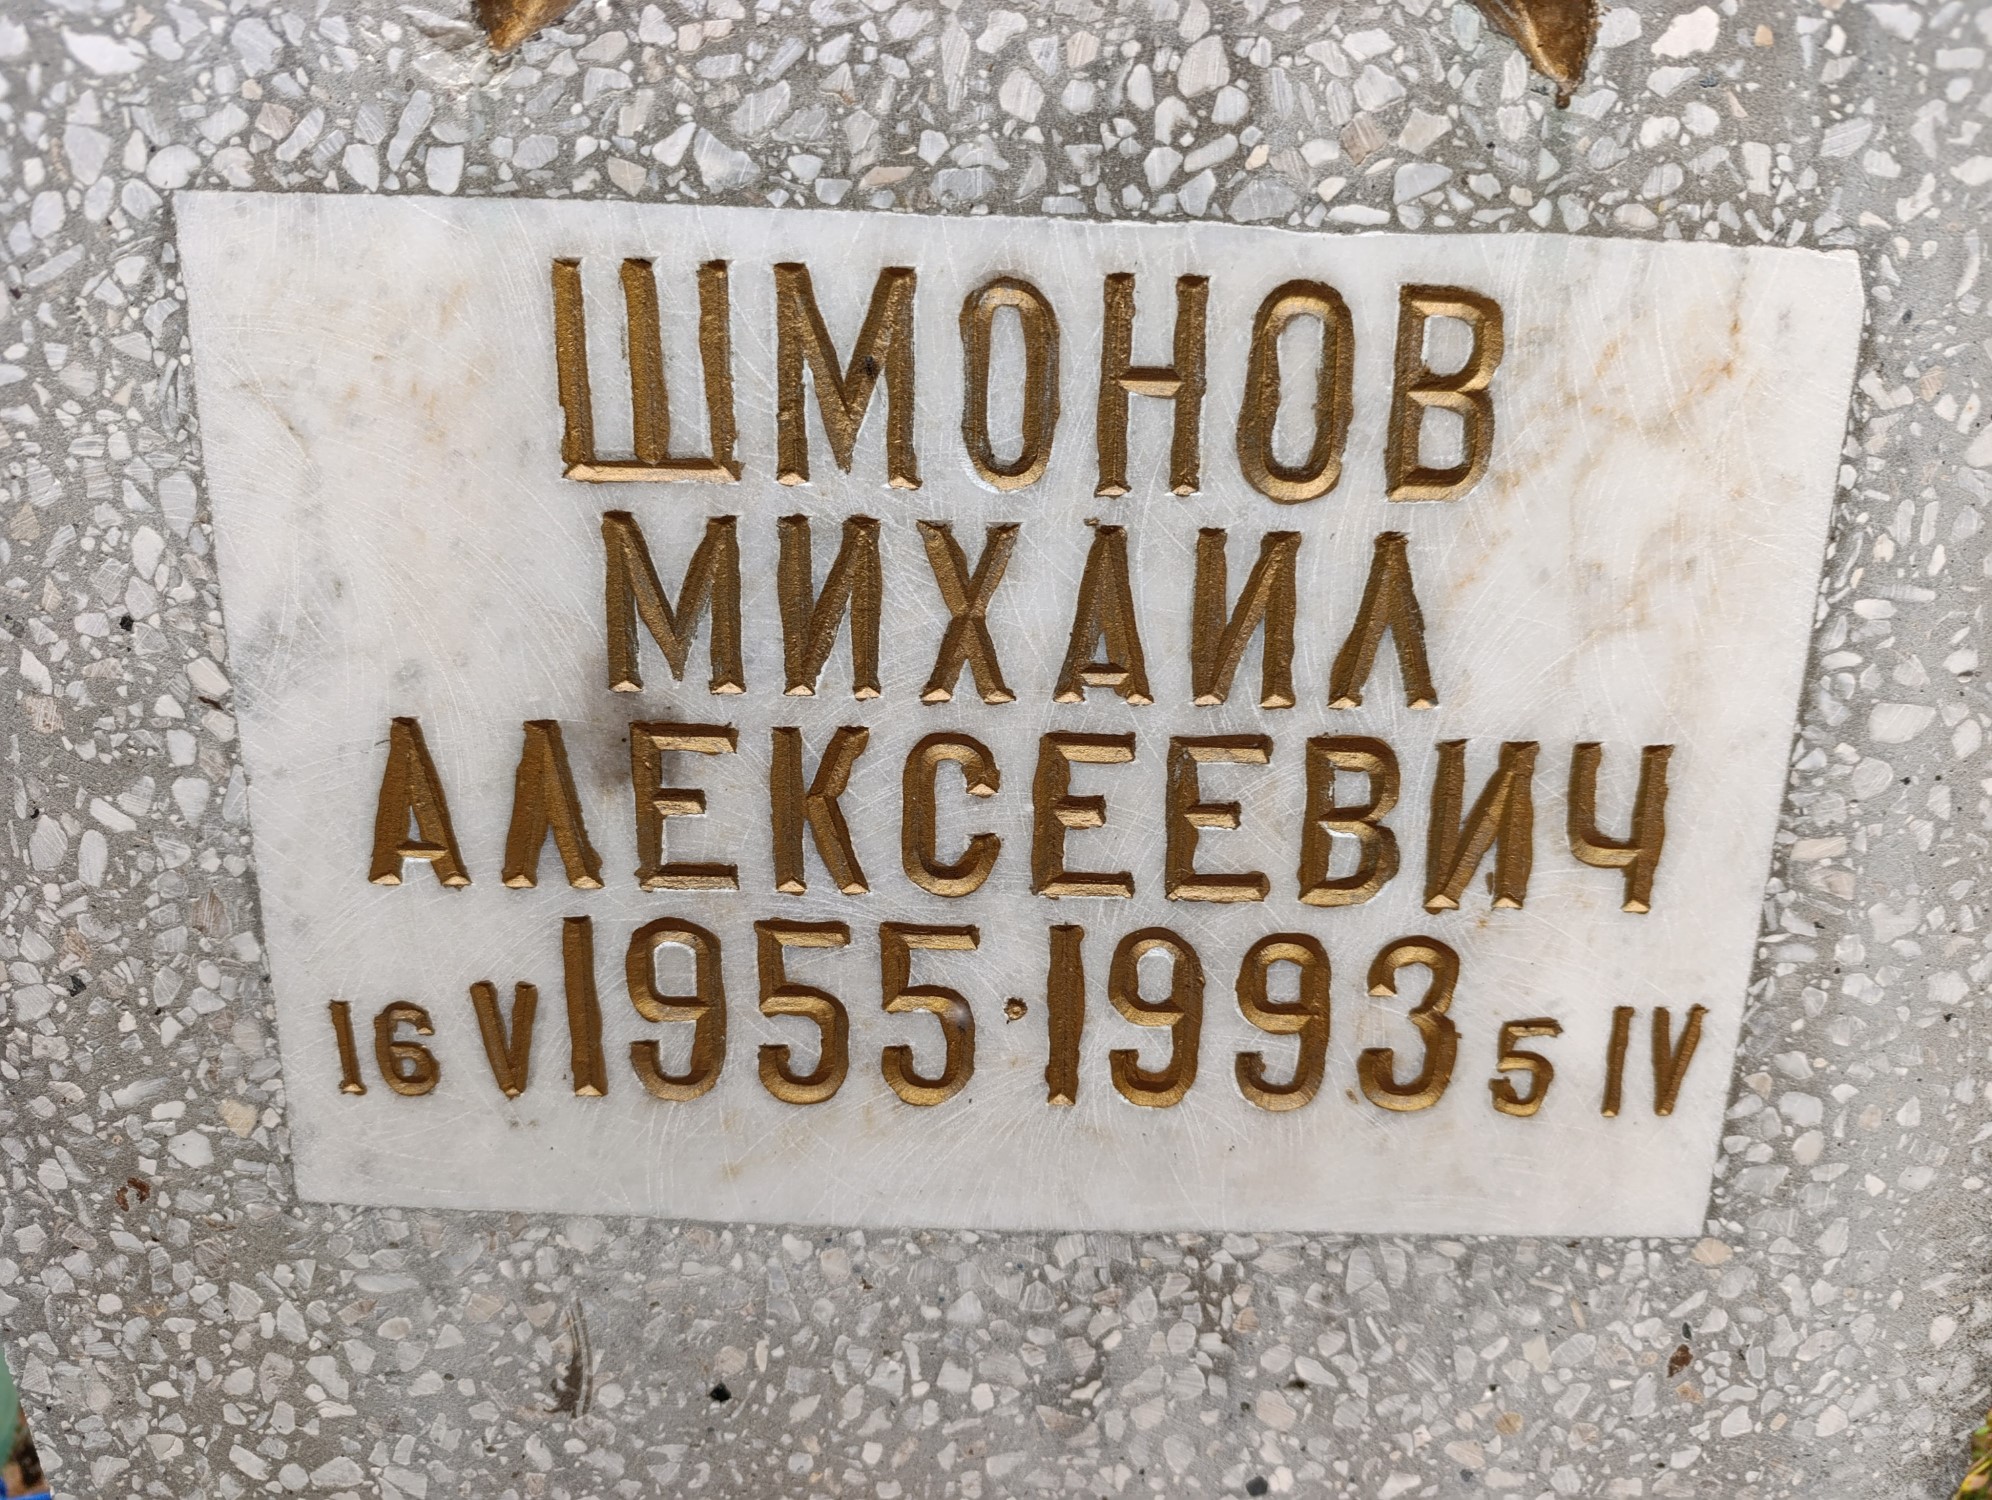 ШМОНОВ
МИХАИЛ
АЛЕКСЕЕВИЧ
16 V 1955·1993 5 IV